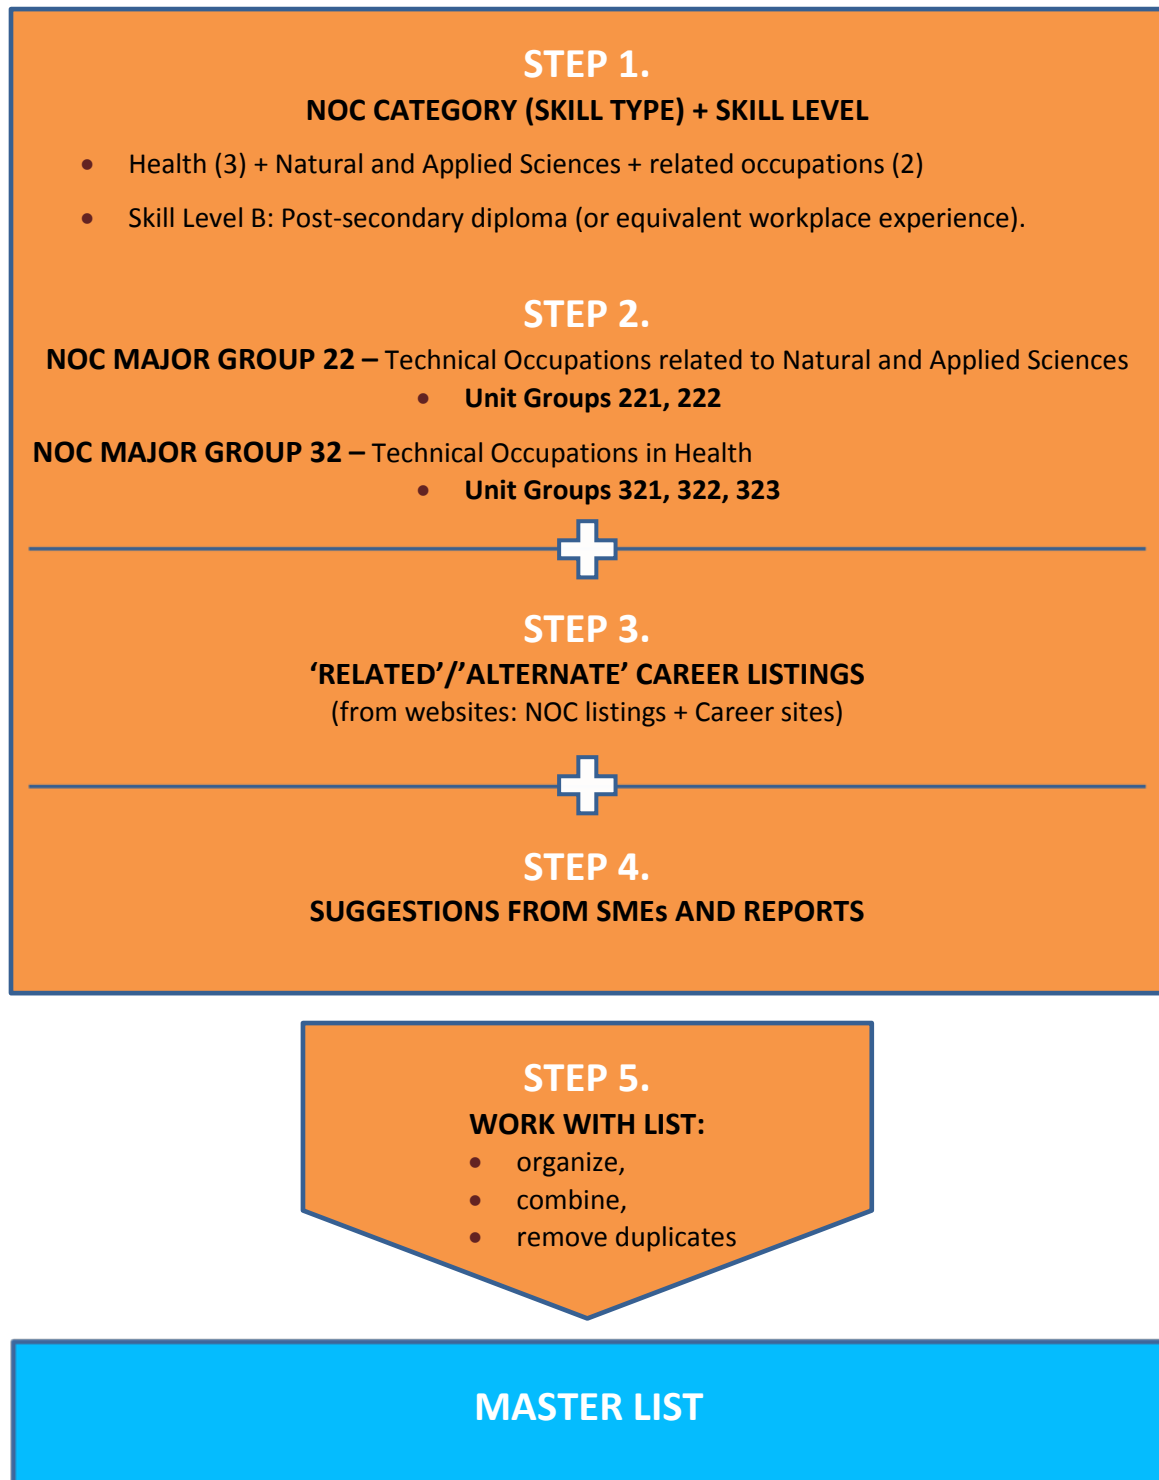 STEP 1.
NOC CATEGORY (SKILL TYPE) + SKILL LEVEL
• Health (3) + Natural and Applied Sciences + related occupations (2)
• Skill Level B: Post-secondary diploma (or equivalent workplace experience).
STEP 2.
NOC MAJOR GROUP 22 – Technical Occupations related to Natural and Applied Sciences
• Unit Groups 221, 222
NOC MAJOR GROUP 32 – Technical Occupations in Health
• Unit Groups 321, 322, 323
STEP 3.
‘RELATED’/’ALTERNATE’ CAREER LISTINGS
(from websites: NOC listings + Career sites)
STEP 4.
SUGGESTIONS FROM SMEs AND REPORTS
STEP 5.
WORK WITH LIST:
• organize,
• combine,
• remove duplicates
MASTER LIST